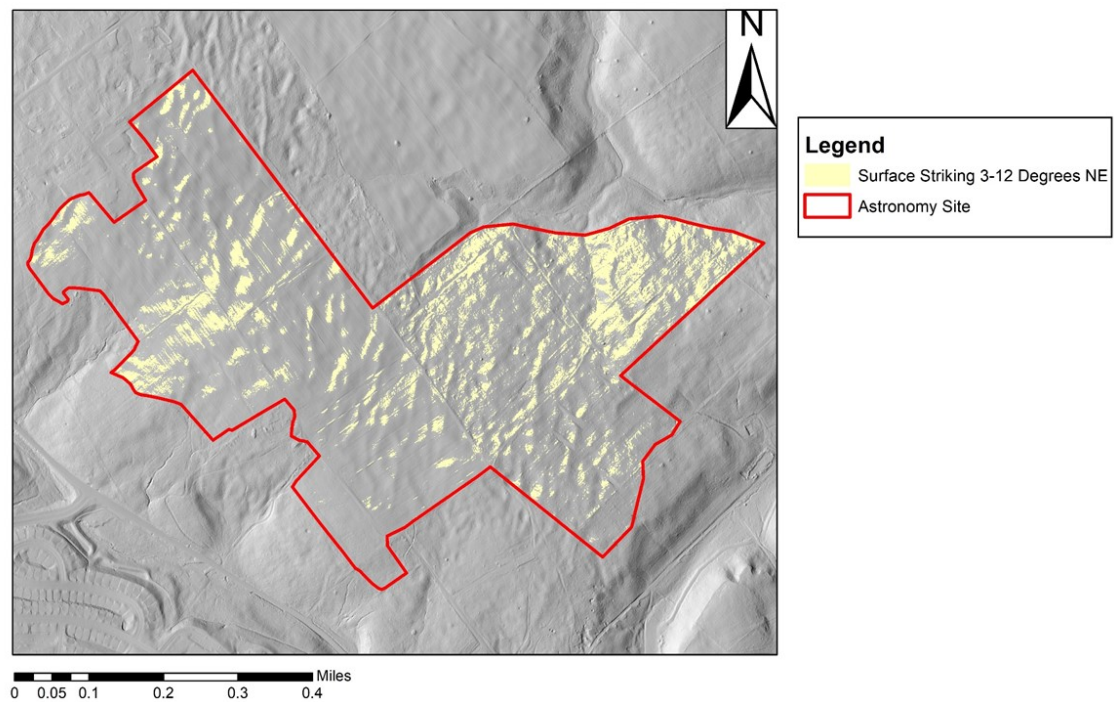 N
Legend
Surface Striking 3-12 Degrees NE
Astronomy Site
Miles
0 0.05 0.1 0.2 0.3 0.4